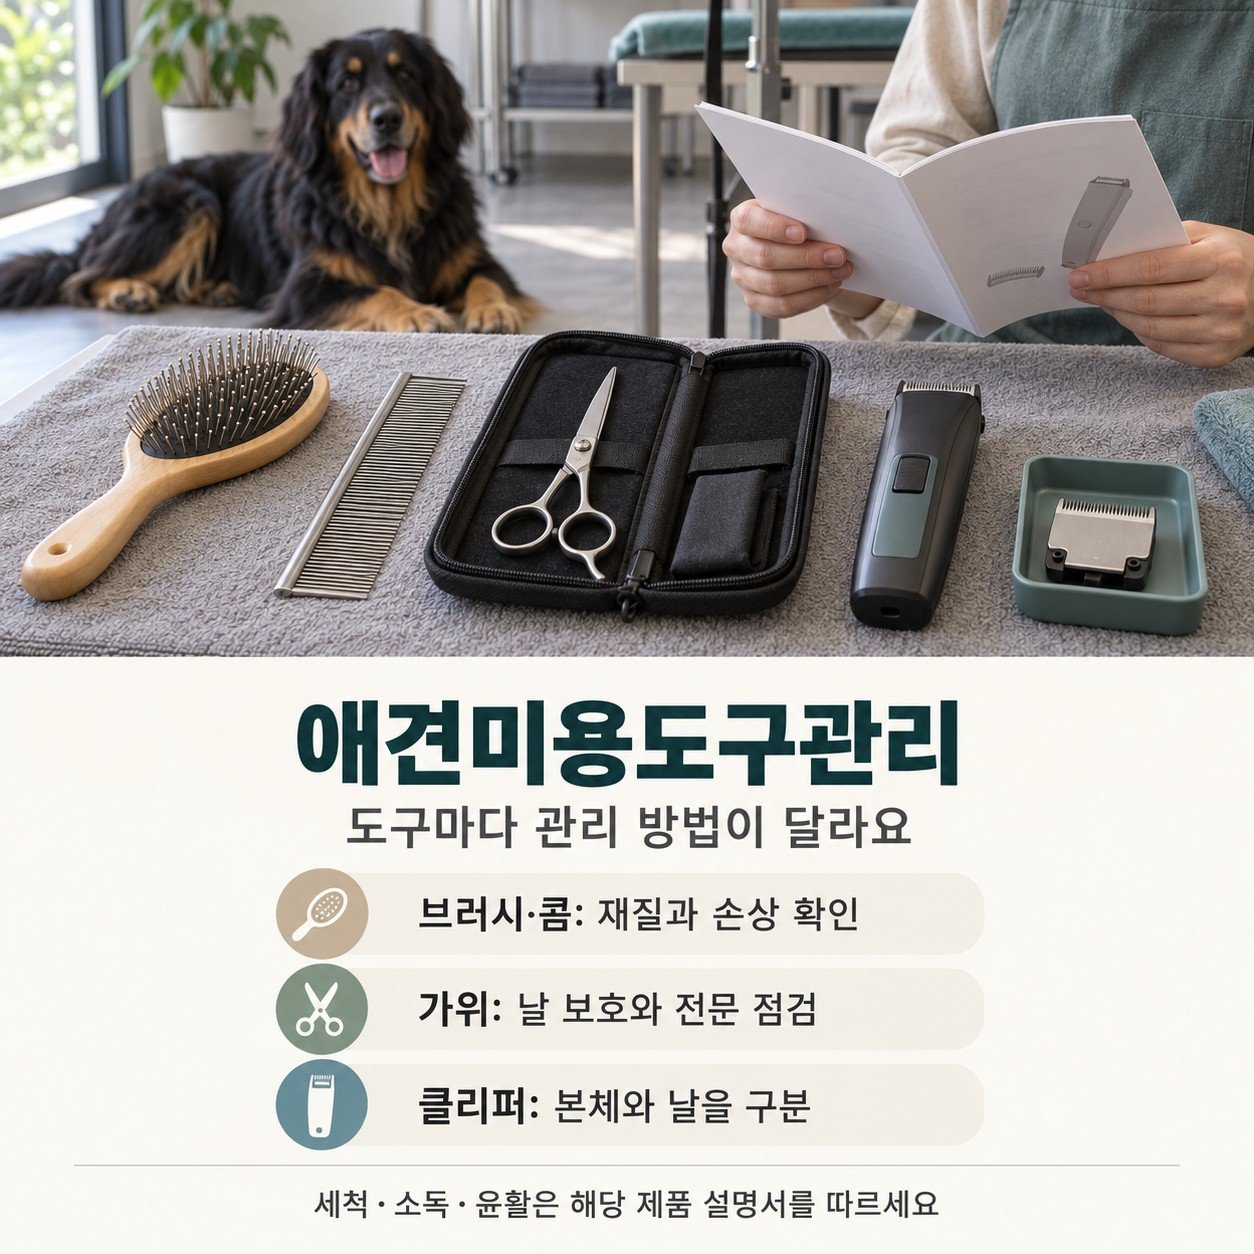 애견미용도구관리
도구마다 관리 방법이 달라요
브러시·콤: 재질과 손상 확인
가위: 날 보호와 전문 점검
클리퍼: 본체와 날을 구분
세척 · 소독 · 윤활은 해당 제품 설명서를 따르세요